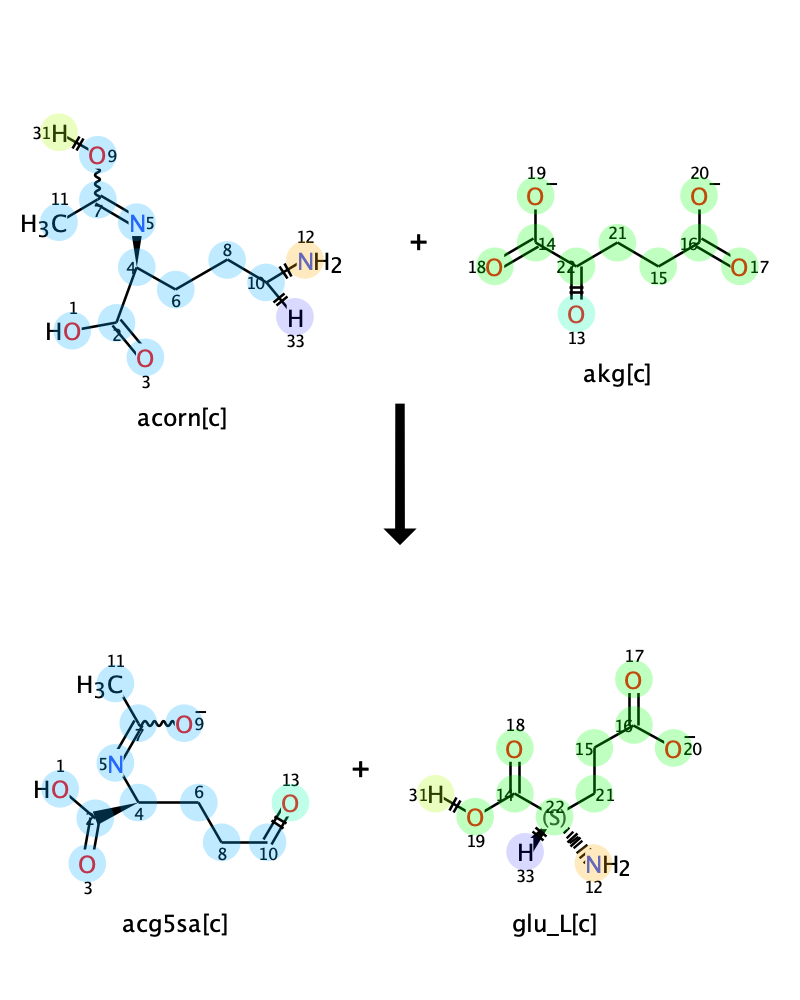 31H
O9
11
H3C
7
N5
4
8
12
NH2
10
6
H
33
1
HO
2
O
3
acorn[c]
+
19
O−
20
O−
14
21
16
18O
22
15
O17
O
13
akg[c]
11
H3C
7
O9−
5N
1
HO
2
4
6
13
O
O
3
8
10
acg5sa[c]
+
17
O
16
18
O
15
O20−
31H
14
22
(S)
21
O
19
H
33
NH2
12
glu_L[c]